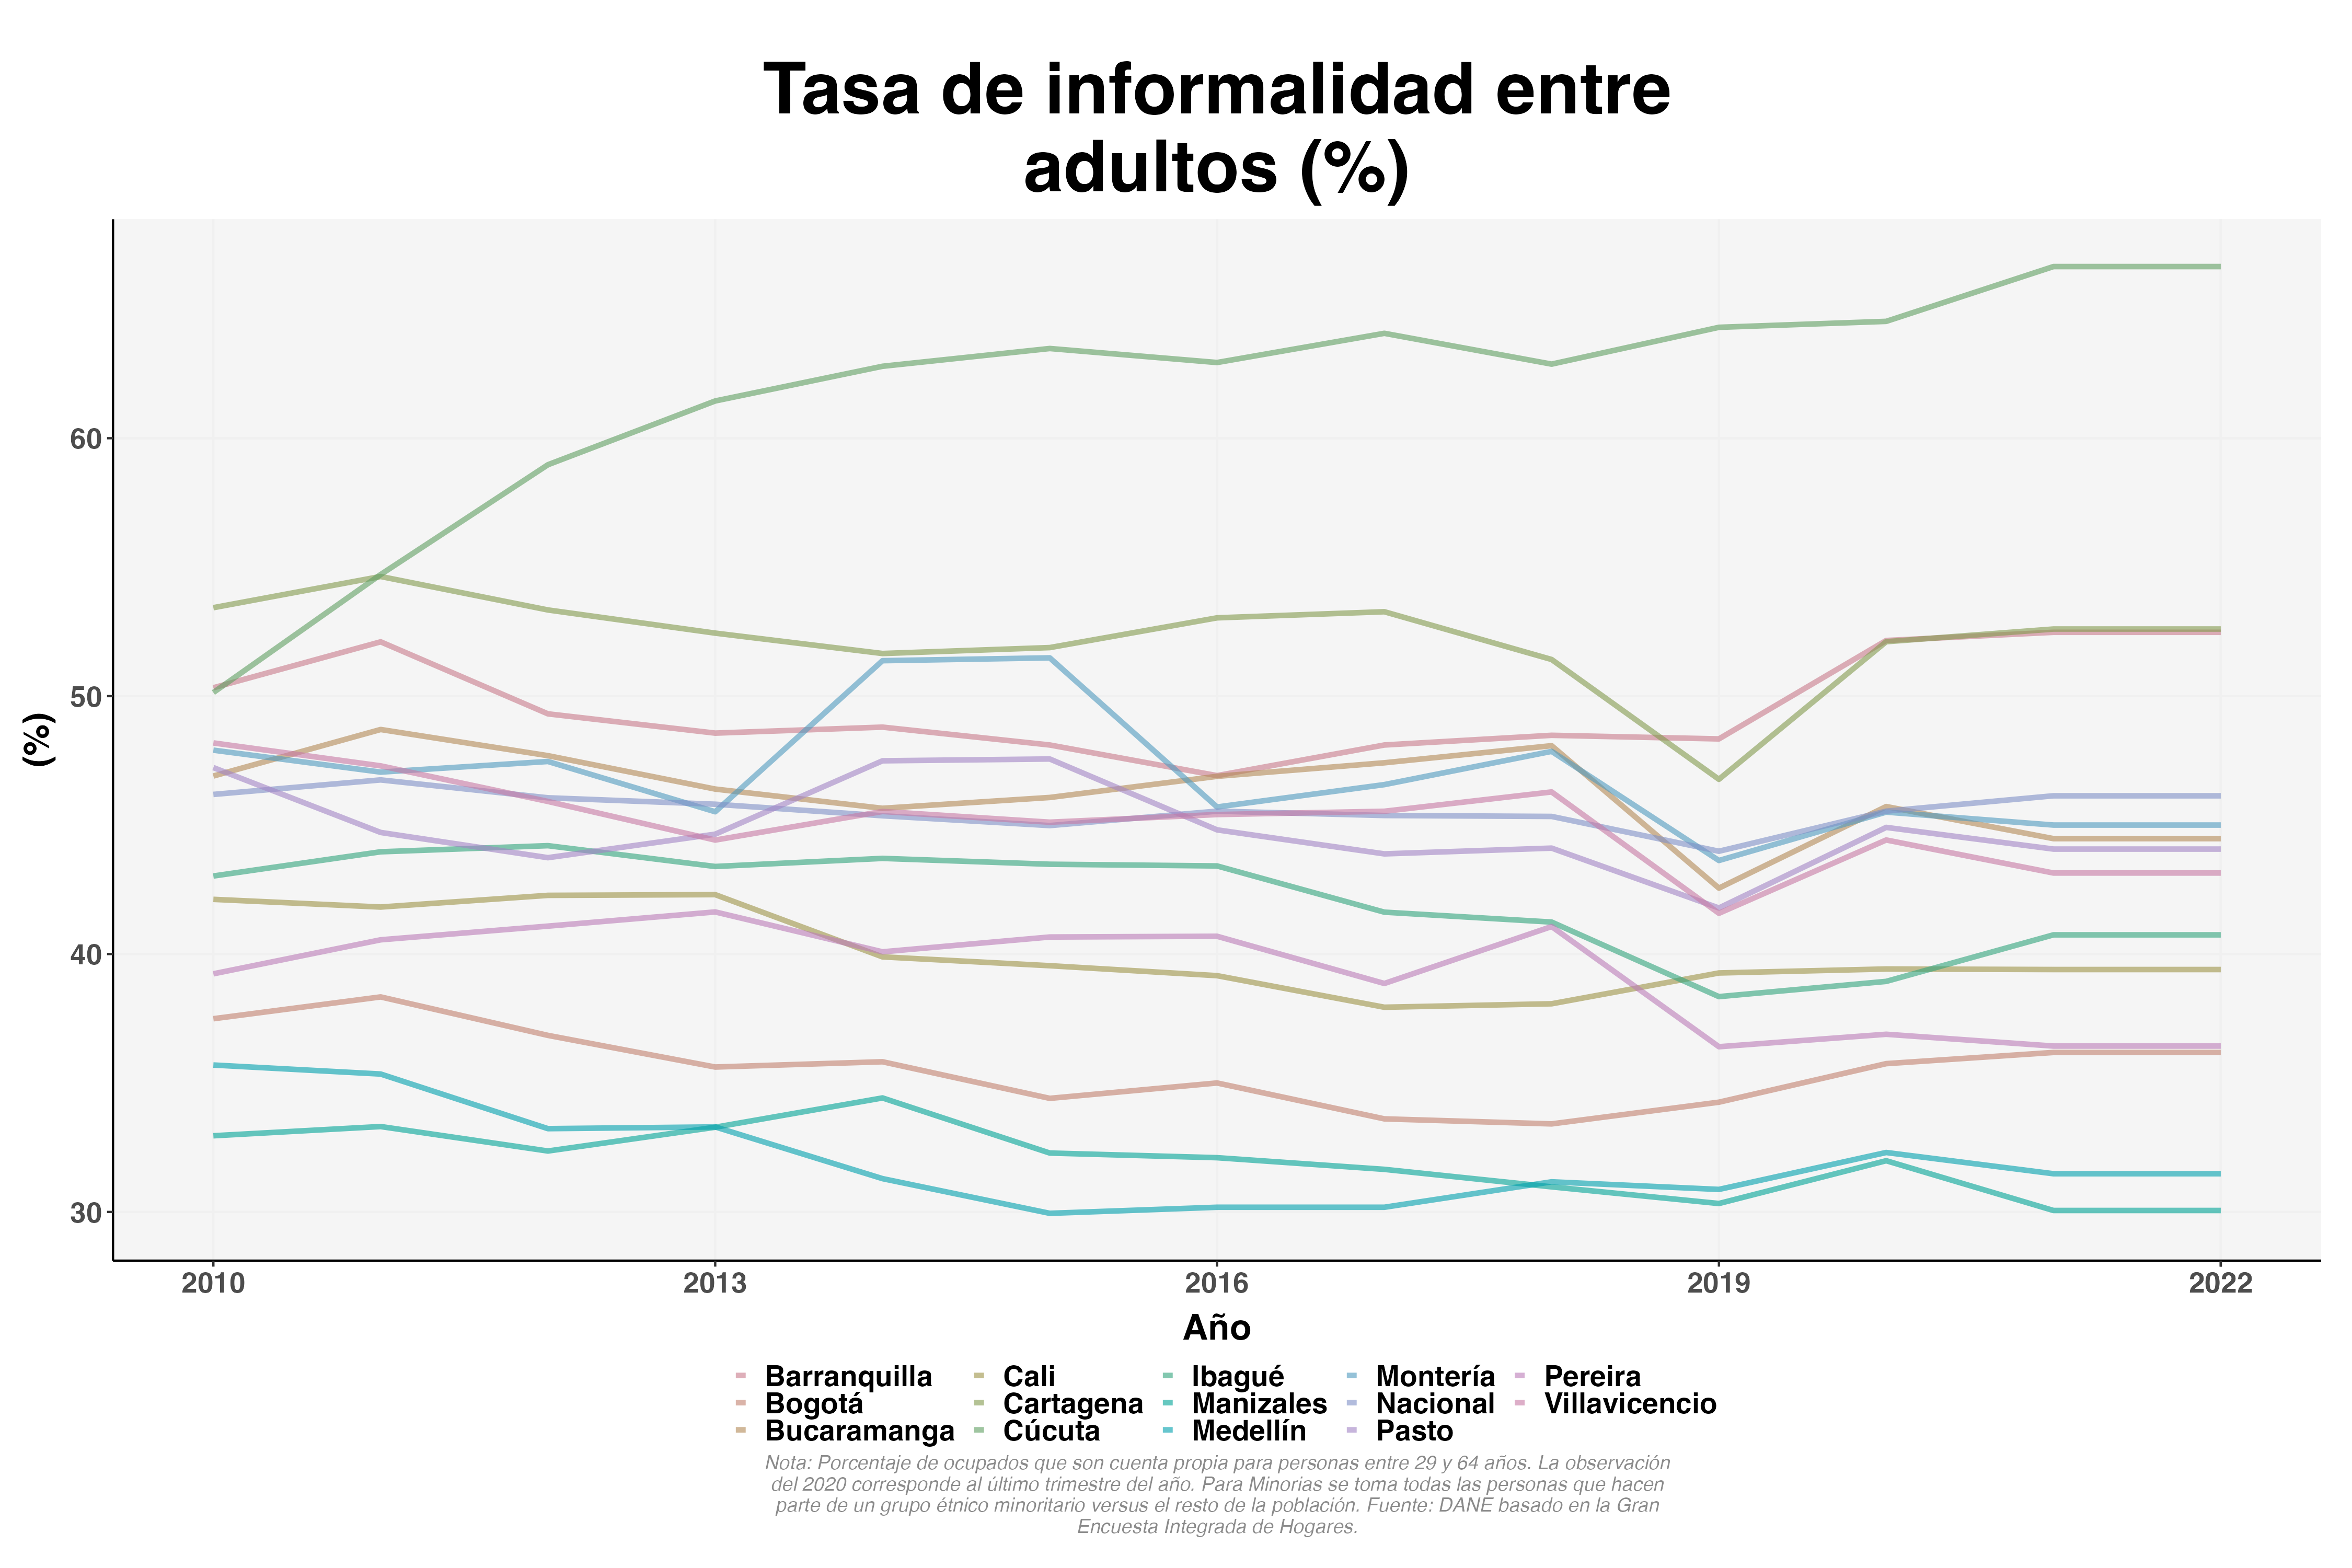 Tasa de informalidad entre
adultos (%)
(%)
60
50
40
30
2010 2013 2016 2019 2022
Año
Barranquilla Cali Ibagué Montería Pereira
Bogotá Cartagena Manizales Nacional Villavicencio
Bucaramanga Cúcuta Medellín Pasto
Nota: Porcentaje de ocupados que son cuenta propia para personas entre 29 y 64 años. La observación
del 2020 corresponde al último trimestre del año. Para Minorias se toma todas las personas que hacen
parte de un grupo étnico minoritario versus el resto de la población. Fuente: DANE basado en la Gran
Encuesta Integrada de Hogares.